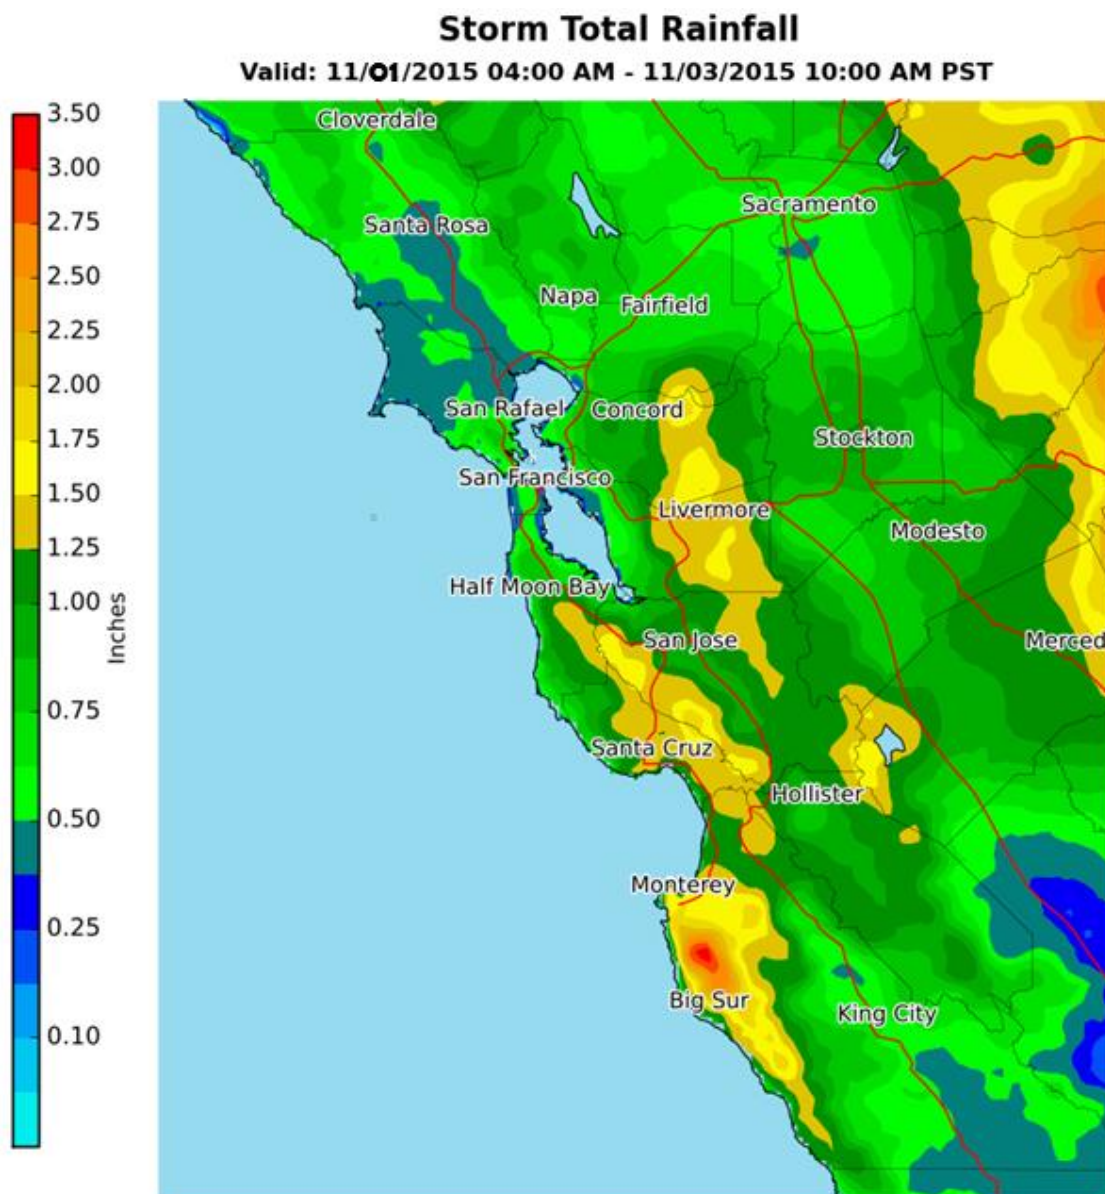 Storm Total Rainfall
Valid: 11/01/2015 04:00 AM - 11/03/2015 10:00 AM PST
3.50
3.00
2.75
2.50
2.25
2.00
1.75
1.50
1.25
1.00
0.75
0.50
0.25
0.10
Inches
Cloverdale
Sacramento
Santa Rosa
Napa
Fairfield
San Rafael
Concord
Stockton
San Francisco
Livermore
Modesto
Half Moon Bay
San Jose
Merced
Santa Cruz
Hollister
Monterey
Big Sur
King City